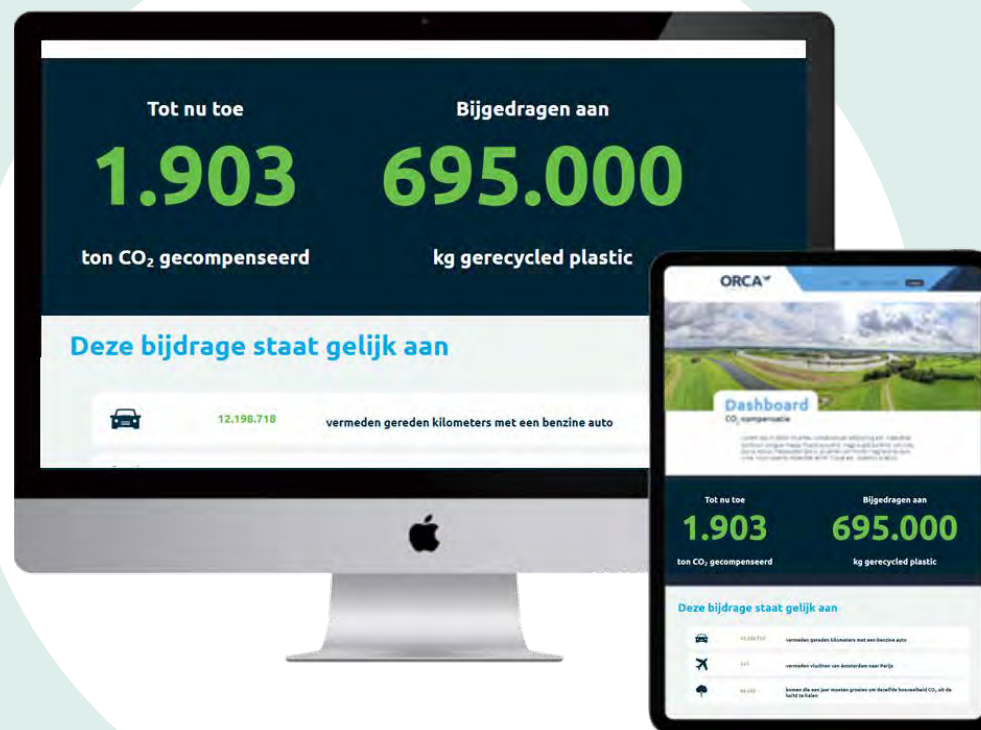 Tot nu toe
Bijgedragen aan
1.903
695.000
ton CO₂ gecompenseerd
kg gerecycled plastic
Deze bijdrage staat gelijk aan
12.198.718
vermeden gereden kilometers met een benzine auto
ORCA
Dashboard
CO₂ compensatie
Tot nu toe
Bijgedragen aan
1.903
695.000
ton CO₂ gecompenseerd
kg gerecycled plastic
Deze bijdrage staat gelijk aan
vermeden gereden kilometers met een benzine auto
vermeden vluchten van Amsterdam naar Parijs
bomen die een jaar moeten groeien om dezelfde hoeveelheid CO₂ uit de
lucht te halen